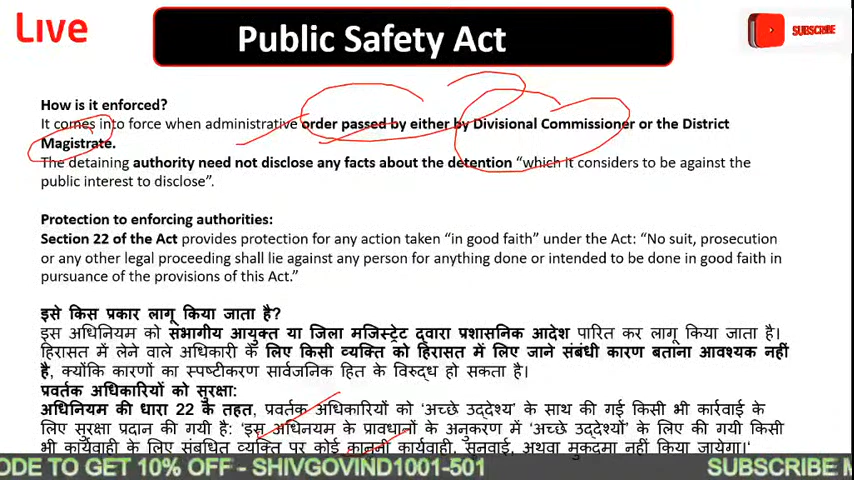 Live
Public Safety Act
SUBSCRIBE
How is it enforced?
It comes into force when administrative order passed by either by Divisional Commissioner or the District
Magistrate.
The detaining authority need not disclose any facts about the detention “which it considers to be against the
public interest to disclose”.
Protection to enforcing authorities:
Section 22 of the Act provides protection for any action taken “in good faith” under the Act: “No suit, prosecution
or any other legal proceeding shall lie against any person for anything done or intended to be done in good faith in
pursuance of the provisions of this Act.”
इसे किस प्रकार लागू किया जाता है?
इस अधिनियम को संभागीय आयुक्त या जिला मजिस्ट्रेट द्वारा प्रशासनिक आदेश पारित कर लागू किया जाता है।
हिरासत में लेने वाले अधिकारी के लिए किसी व्यक्ति को हिरासत में लिए जाने संबंधी कारण बताना आवश्यक नहीं
है, क्योंकि कारणों का स्पष्टीकरण सार्वजनिक हित के विरुद्ध हो सकता है।
प्रवर्तक अधिकारियों को सुरक्षा:
अधिनियम की धारा 22 के तहत, प्रवर्तक अधिकारियों को ‘अच्छे उद्देश्य’ के साथ की गई किसी भी कार्रवाई के
लिए सुरक्षा प्रदान की गयी है: ‘इस अधिनियम के प्रावधानों के अनुकरण में ‘अच्छे उद्देश्यों’ के लिए की गयी किसी
भी कार्यवाही के लिए संबंधित व्यक्ति पर कोई कानूनी कार्यवाही, सुनवाई, अथवा मुकदमा नहीं किया जायेगा।‘
ODE TO GET 10% OFF - SHIVGOVIND1001-501 SUBSCRIBE M